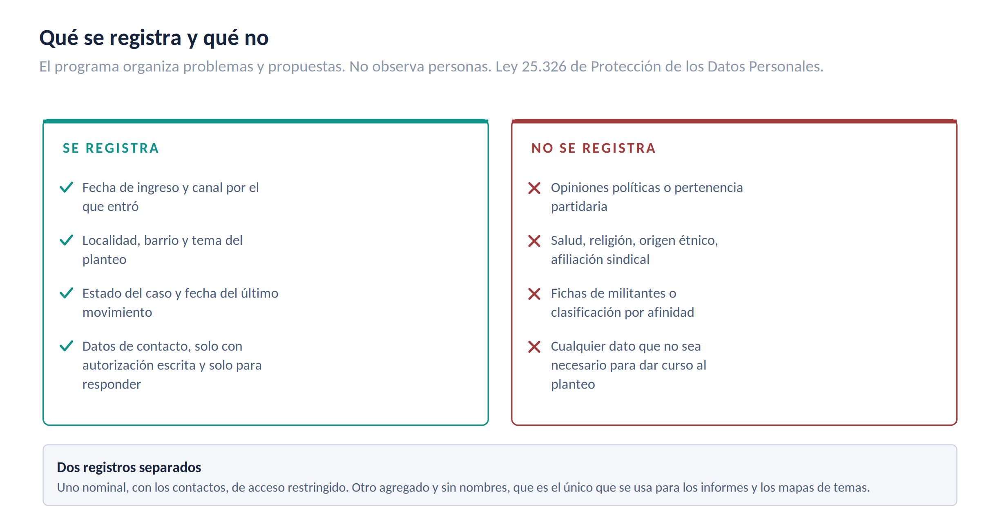 Qué se registra y qué no
El programa organiza problemas y propuestas. No observa personas. Ley 25.326 de Protección de los Datos Personales.
SE REGISTRA
Fecha de ingreso y canal por el
que entró
Localidad, barrio y tema del
planteo
Estado del caso y fecha del último
movimiento
Datos de contacto, solo con
autorización escrita y solo para
responder
NO SE REGISTRA
Opiniones políticas o pertenencia
partidaria
Salud, religión, origen étnico,
afiliación sindical
Fichas de militantes o
clasificación por afinidad
Cualquier dato que no sea
necesario para dar curso al
planteo
Dos registros separados
Uno nominal, con los contactos, de acceso restringido. Otro agregado y sin nombres, que es el único que se usa para los informes y los mapas de temas.